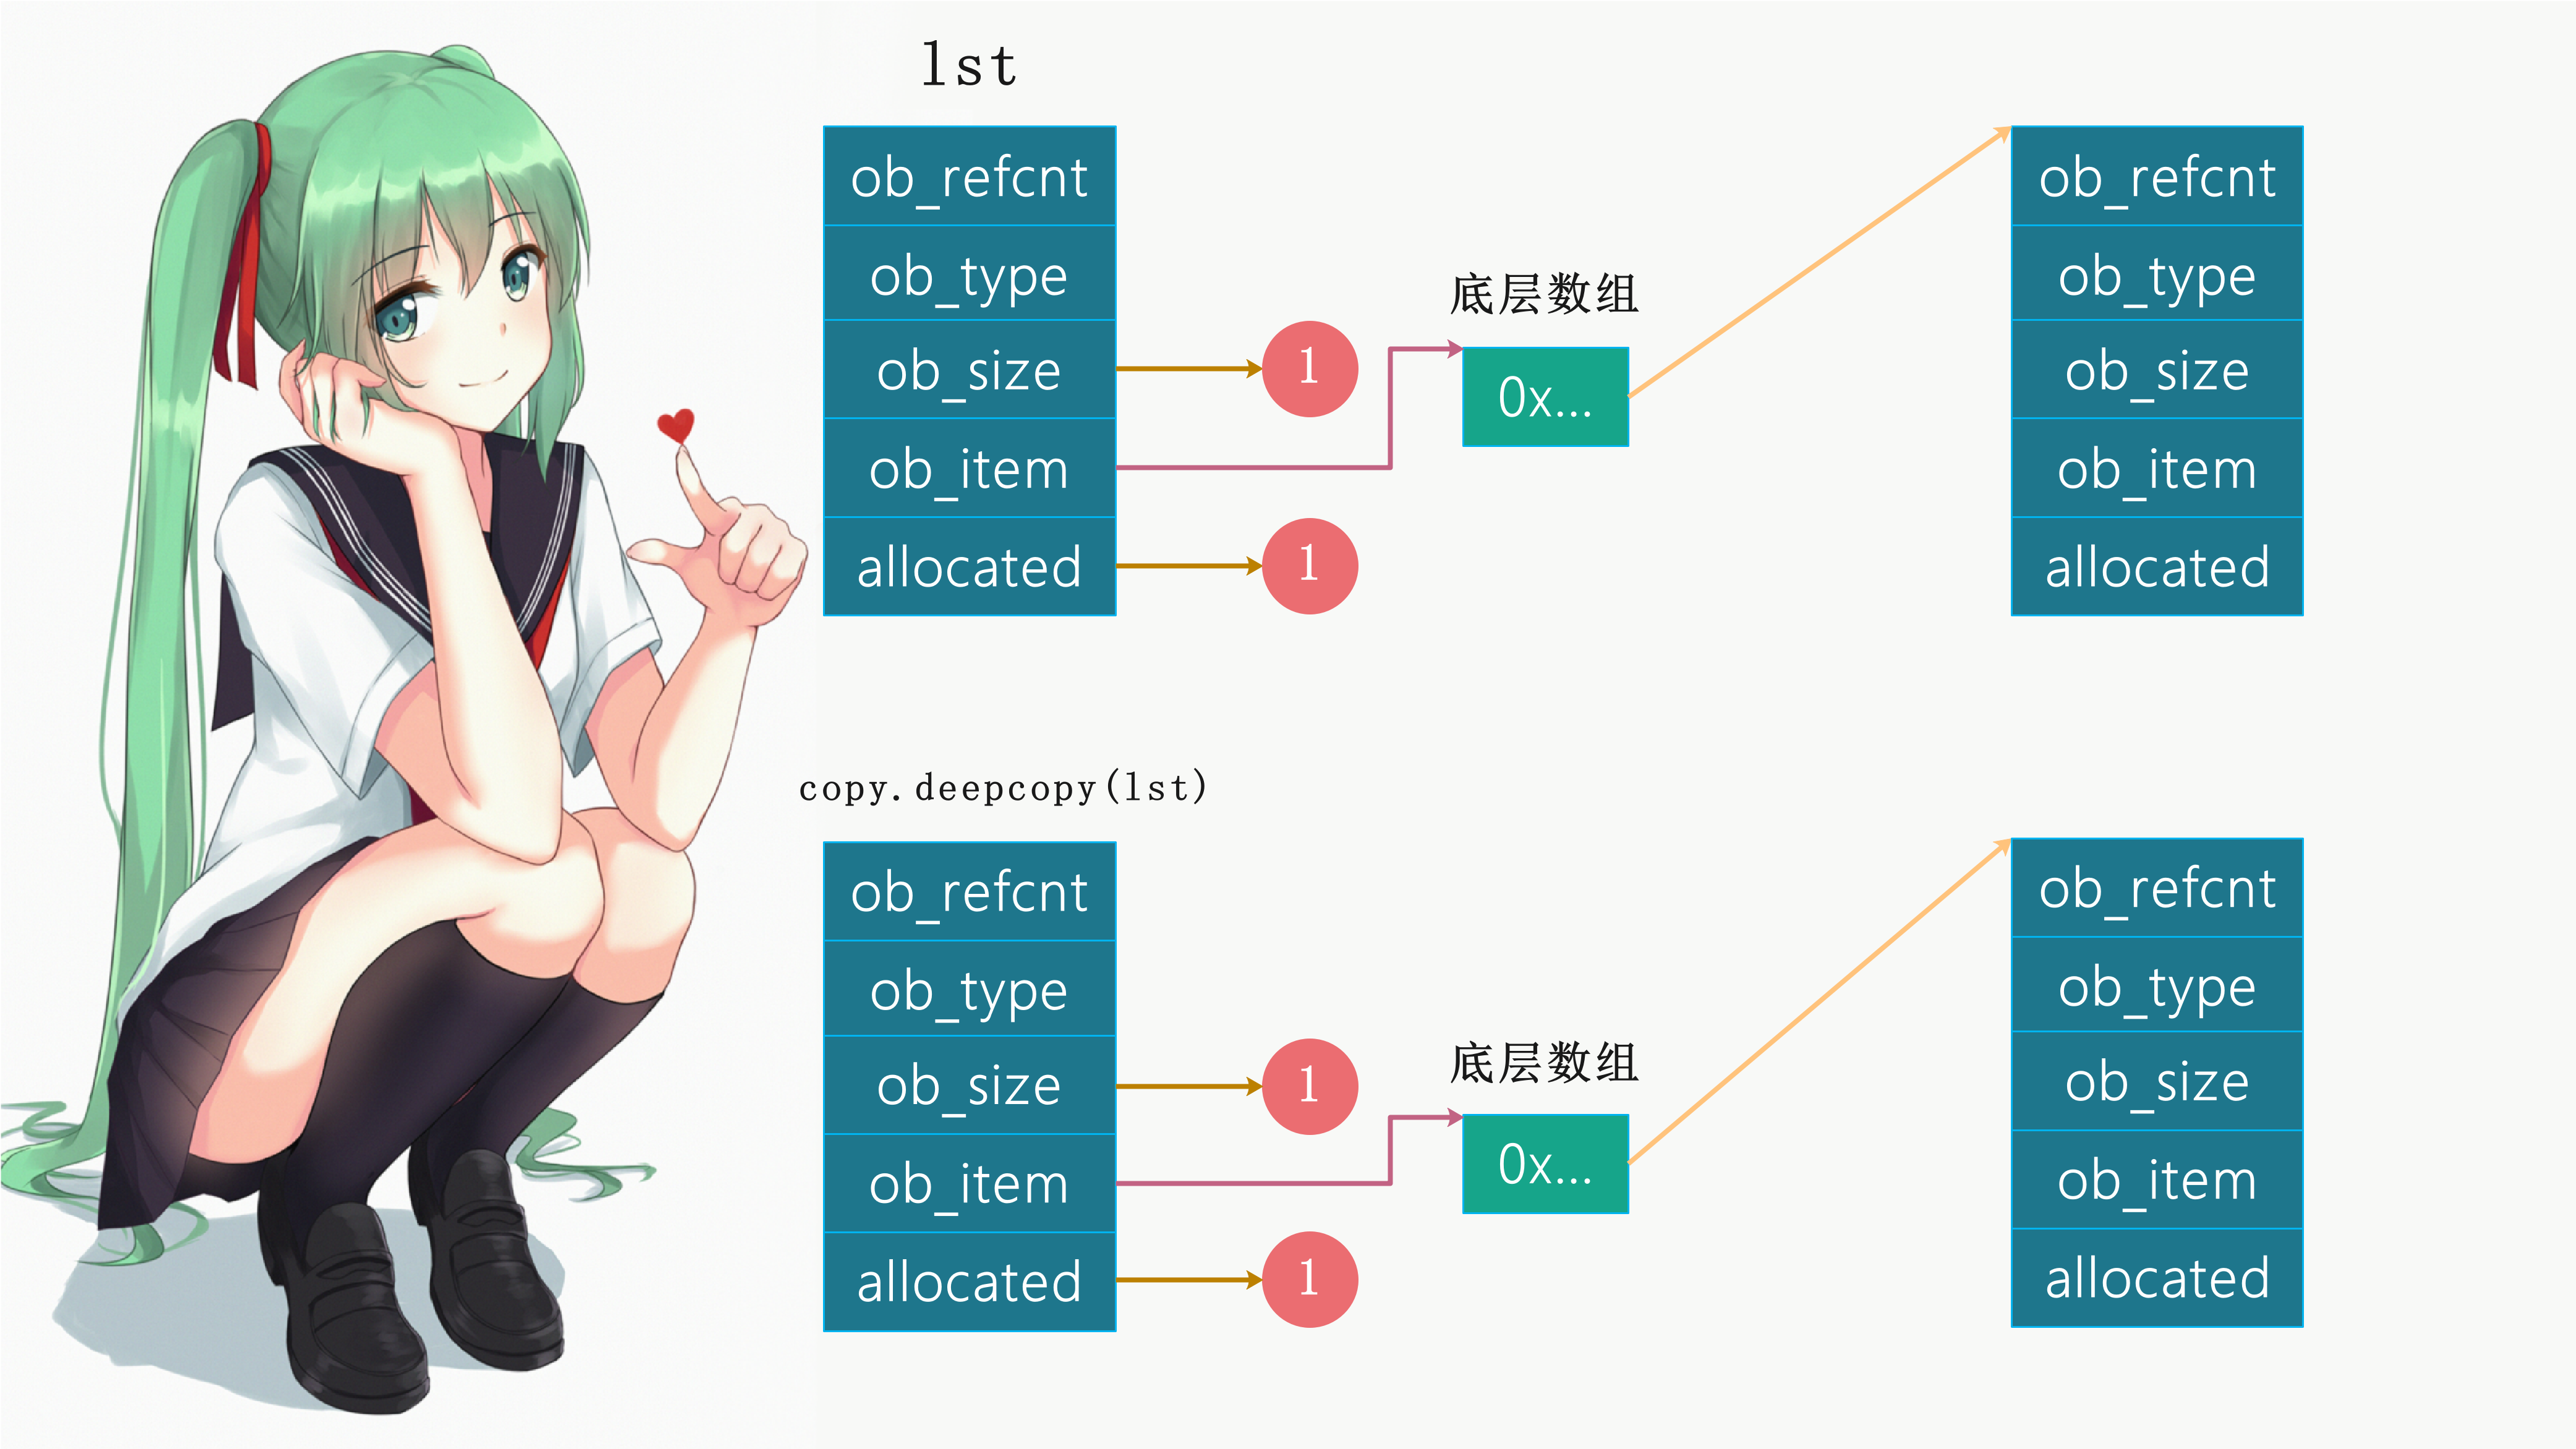 lst
ob_refcnt
ob_type
ob_size
ob_item
allocated
1
1
底层数组
0x...
ob_refcnt
ob_type
ob_size
ob_item
allocated
copy.deepcopy(lst)
ob_refcnt
ob_type
ob_size
ob_item
allocated
1
1
底层数组
0x...
ob_refcnt
ob_type
ob_size
ob_item
allocated